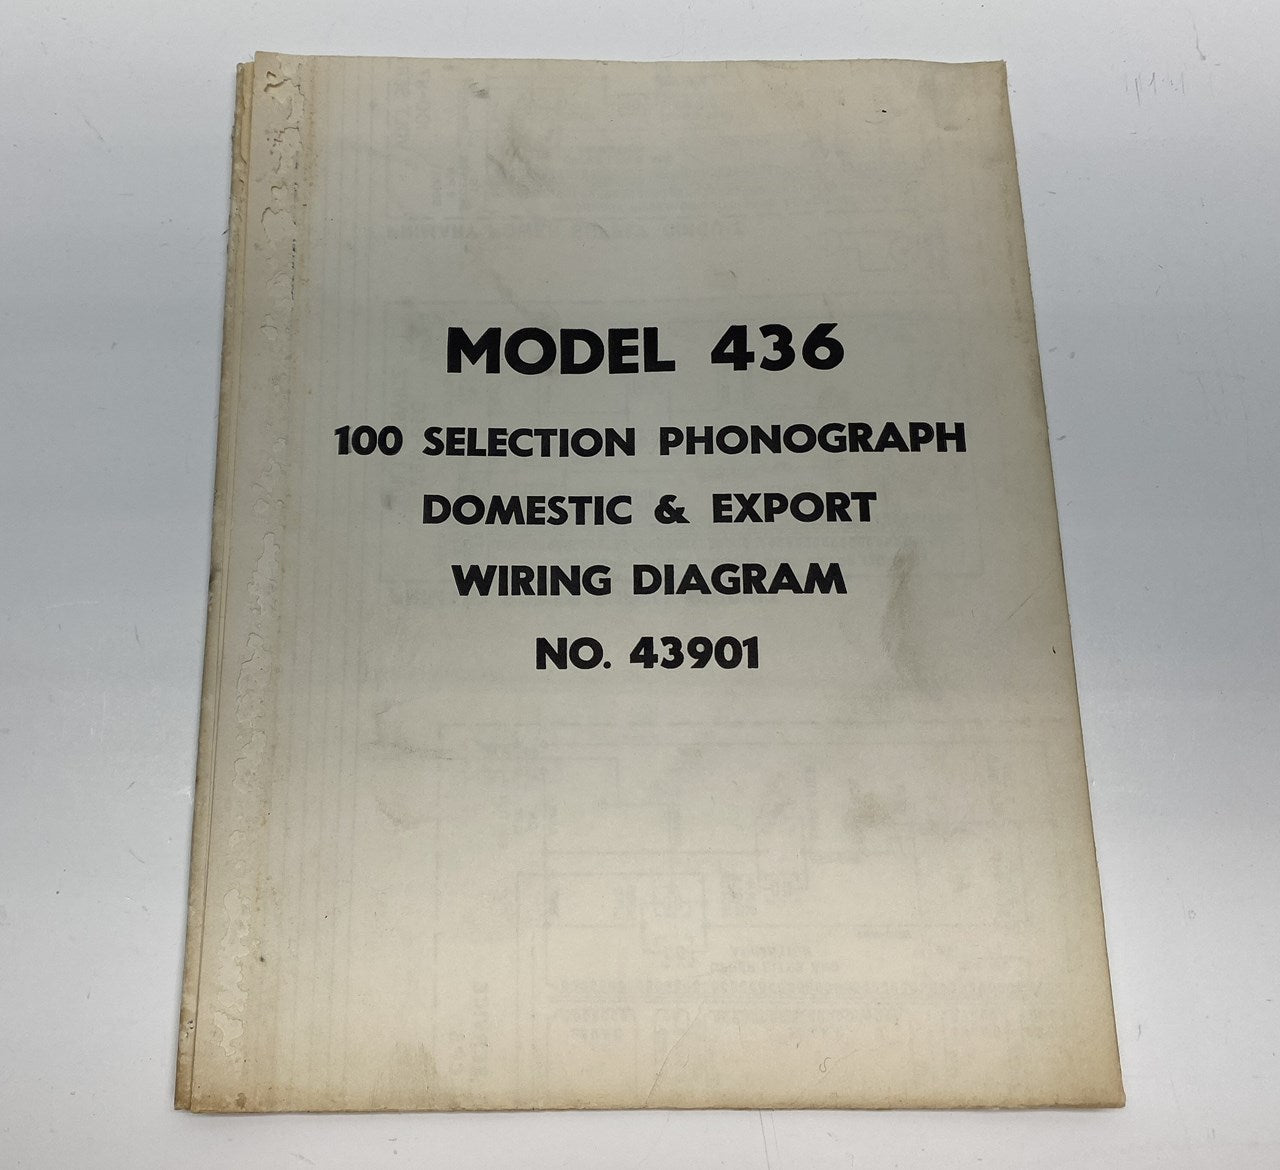 MODEL 436
100 SELECTION PHONOGRAPH
DOMESTIC & EXPORT
WIRING DIAGRAM
NO. 43901